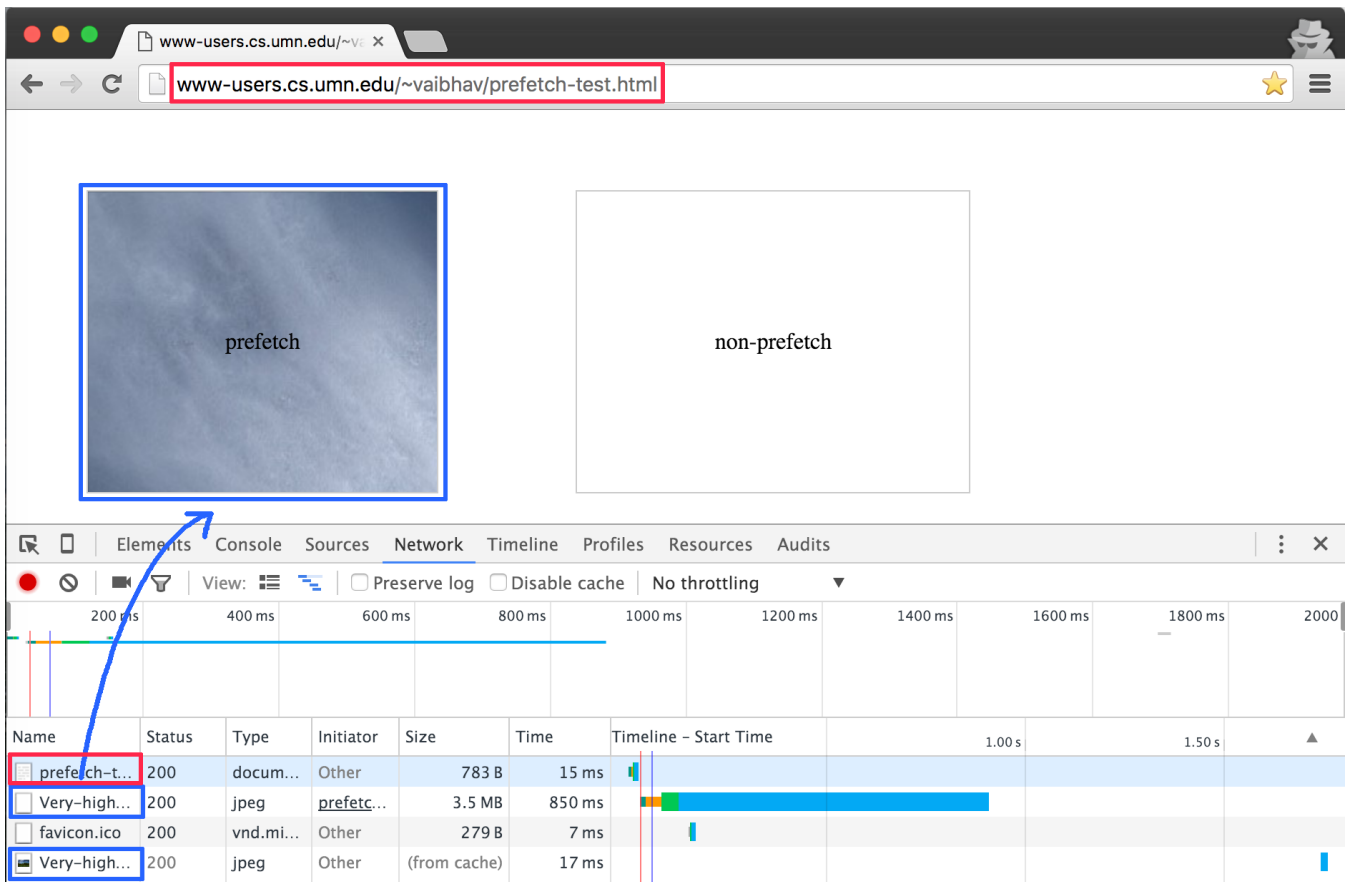 www-users.cs.umn.edu/~va
www-users.cs.umn.edu/~vaibhav/prefetch-test.html
prefetch non-prefetch
Elements Console Sources Network Timeline Profiles Resources Audits
View: Preserve log Disable cache No throttling
200 ms 400 ms 600 ms 800 ms 1000 ms 1200 ms 1400 ms 1600 ms 1800 ms 2000
Name Status Type Initiator Size Time Timeline – Start Time 1.00 s 1.50 s
prefetch-t... 200 docum... Other 783 B 15 ms
Very-high... 200 jpeg prefetc... 3.5 MB 850 ms
favicon.ico 200 vnd.mi... Other 279 B 7 ms
Very-high... 200 jpeg Other (from cache) 17 ms